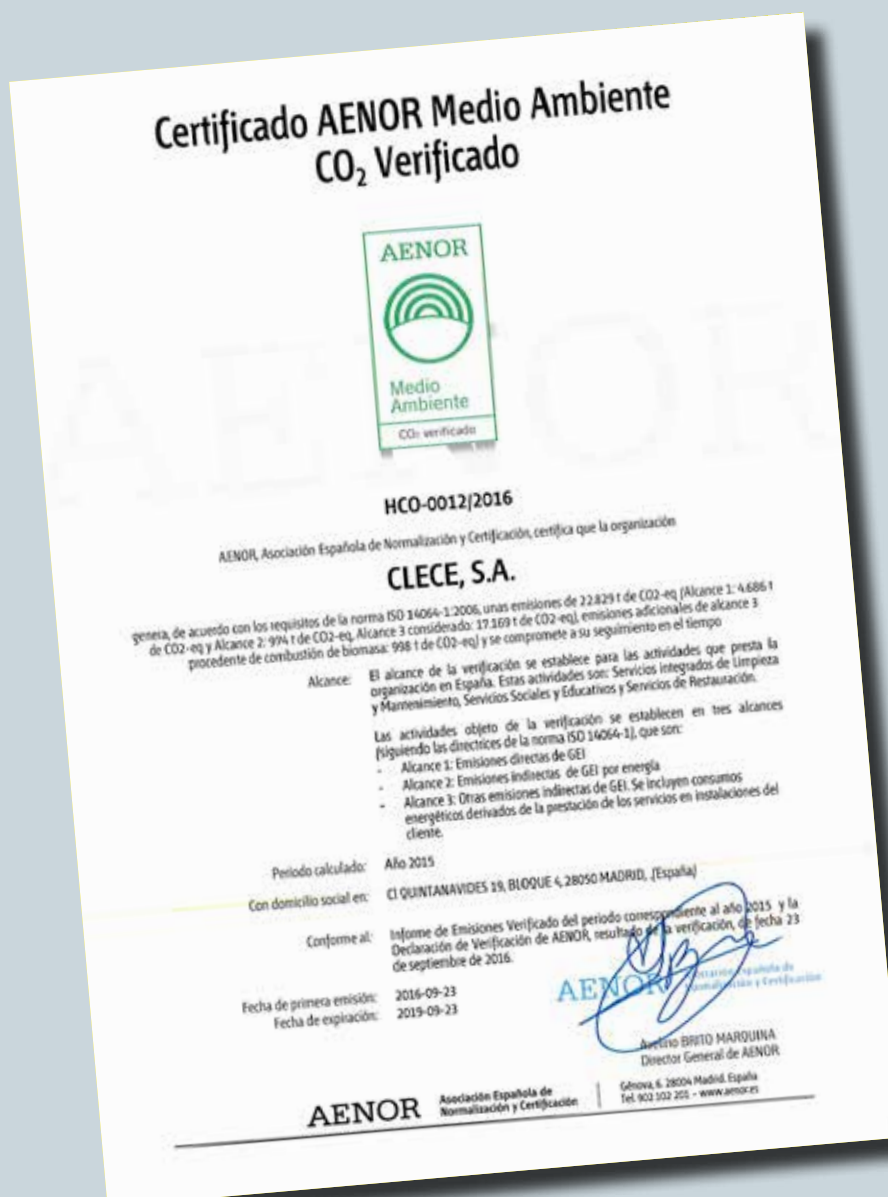 Certificado AENOR Medio Ambiente
CO₂ Verificado
AENOR
AENOR
Medio
Ambiente
CO₂ verificado
HCO-0012/2016
AENOR, Asociación Española de Normalización y Certificación, certifica que la organización
CLECE, S.A.
genera, de acuerdo con los requisitos de la norma ISO 14064-1:2006, unas emisiones de 22.829 t de CO2-eq (Alcance 1: 4.686 t
de CO2-eq y Alcance 2: 974 t de CO2-eq, Alcance 3 considerado: 17.169 t de CO2-eq), emisiones adicionales de alcance 3
procedente de combustión de biomasa: 998 t de CO2-eq) y se compromete a su seguimiento en el tiempo
Alcance: El alcance de la verificación se establece para las actividades que presta la
organización en España. Estas actividades son: Servicios integrados de Limpieza
y Mantenimiento, Servicios Sociales y Educativos y Servicios de Restauración.
Las actividades objeto de la verificación se establecen en tres alcances
(siguiendo las directrices de la norma ISO 14064-1), que son:
- Alcance 1: Emisiones directas de GEI
- Alcance 2: Emisiones indirectas de GEI por energía
- Alcance 3: Otras emisiones indirectas de GEI. Se incluyen consumos
energéticos derivados de la prestación de los servicios en instalaciones del
cliente.
Periodo calculado: Año 2015
Con domicilio social en: Cl QUINTANAVIDES 19, BLOQUE 4, 28050 MADRID, .(España)
Conforme al: Informe de Emisiones Verificado del periodo correspondiente al año 2015 y la
Declaración de Verificación de AENOR, resultado de la verificación, de fecha 23
de septiembre de 2016.
Fecha de primera emisión: 2016-09-23
Fecha de expiración: 2019-09-23
AENOR Asociación Española de
Normalización y Certificación
Avelino BRITO MARQUINA
Director General de AENOR
AENOR Asociación Española de
Normalización y Certificación
Génova, 6. 28004 Madrid. España
Tel. 902 102 201 - www.aenor.es